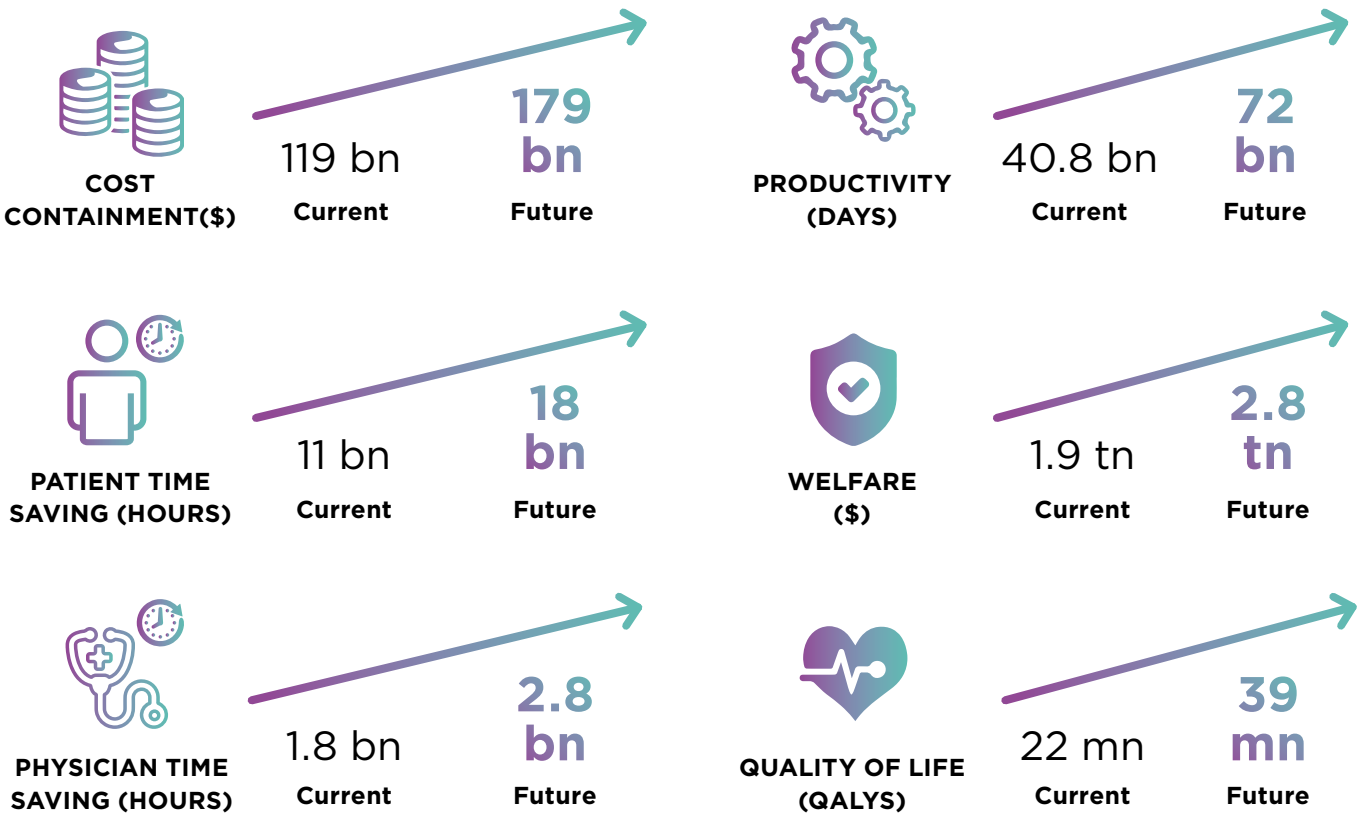 COST
CONTAINMENT($)
119 bn
Current
179
bn
Future
PRODUCTIVITY
(DAYS)
40.8 bn
Current
72
bn
Future
PATIENT TIME
SAVING (HOURS)
11 bn
Current
18
bn
Future
WELFARE
($)
1.9 tn
Current
2.8
tn
Future
PHYSICIAN TIME
SAVING (HOURS)
1.8 bn
Current
2.8
bn
Future
QUALITY OF LIFE
(QALYS)
22 mn
Current
39
mn
Future